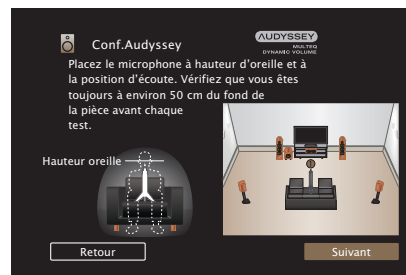 Conf.Audyssey
AUDYSSEY
MULTEQ
DYNAMIC VOLUME
Placez le microphone à hauteur d'oreille et à
la position d'écoute. Vérifiez que vous êtes
toujours à environ 50 cm du fond de
la pièce avant chaque
test.
Hauteur oreille
Retour
Suivant